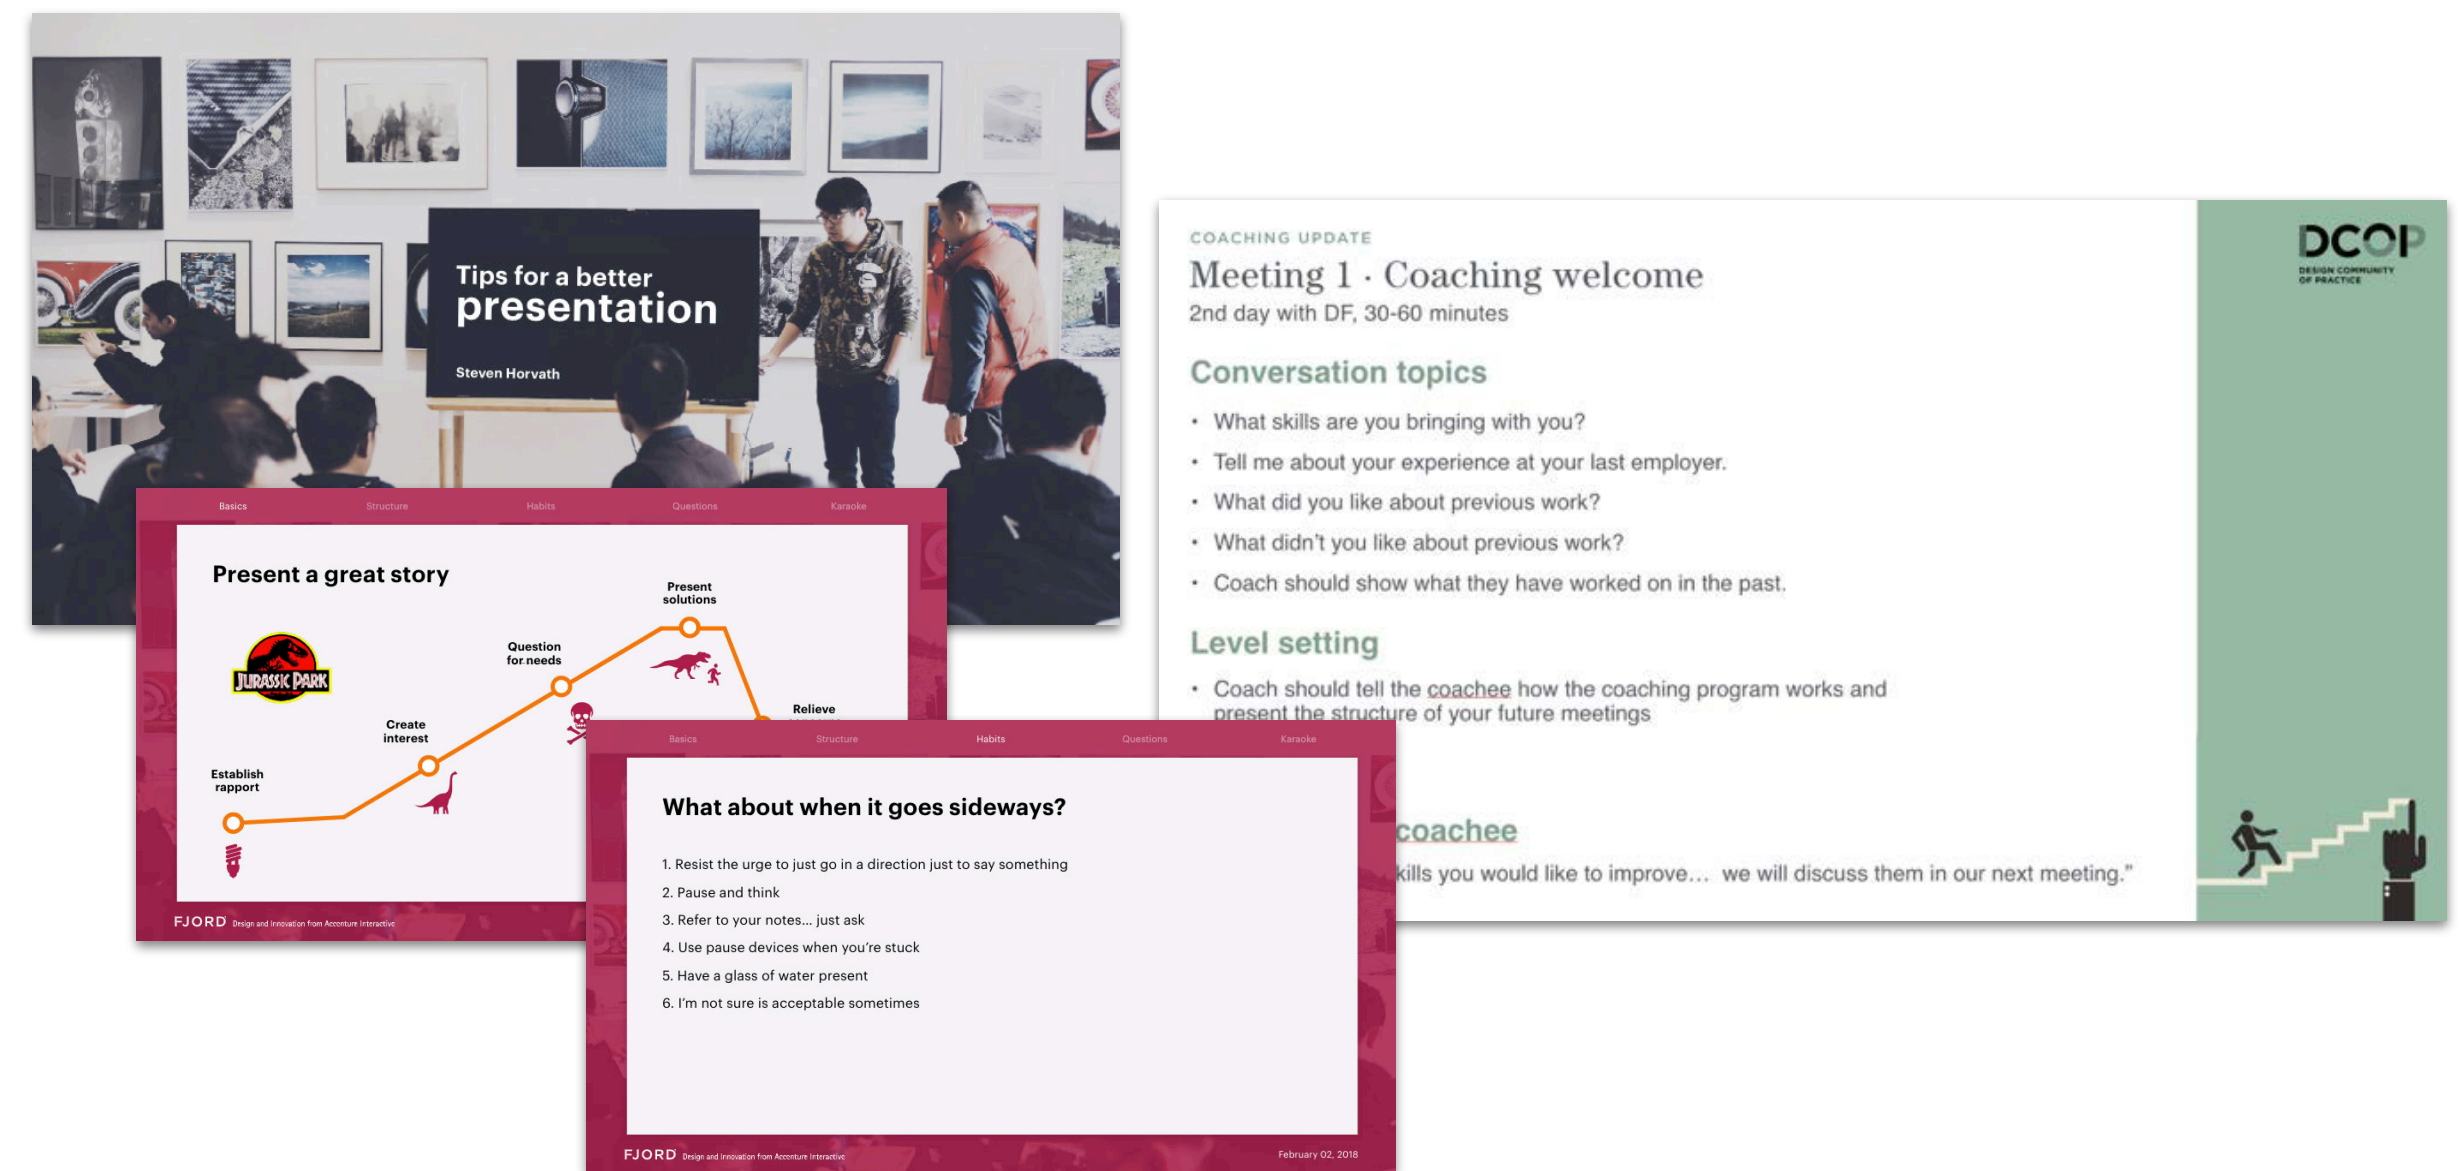 Tips for a better
presentation
Steven Horvath
Basics Structure Habits Questions Karaoke
Present a great story
JURASSIC PARK
Establish
rapport
Create
interest
Question
for needs
Present
solutions
Relieve
FJORD Design and Innovation from Accenture Interactive
Basics Structure Habits Questions Karaoke
What about when it goes sideways?
1. Resist the urge to just go in a direction just to say something
2. Pause and think
3. Refer to your notes... just ask
4. Use pause devices when you're stuck
5. Have a glass of water present
6. I'm not sure is acceptable sometimes
FJORD Design and Innovation from Accenture Interactive
February 02, 2018
COACHING UPDATE
Meeting 1 · Coaching welcome
2nd day with DF, 30-60 minutes
Conversation topics
• What skills are you bringing with you?
• Tell me about your experience at your last employer.
• What did you like about previous work?
• What didn't you like about previous work?
• Coach should show what they have worked on in the past.
Level setting
• Coach should tell the coachee how the coaching program works and
present the structure of your future meetings
coachee
kills you would like to improve... we will discuss them in our next meeting."
DCOP
DESIGN COMMUNITY
OF PRACTICE